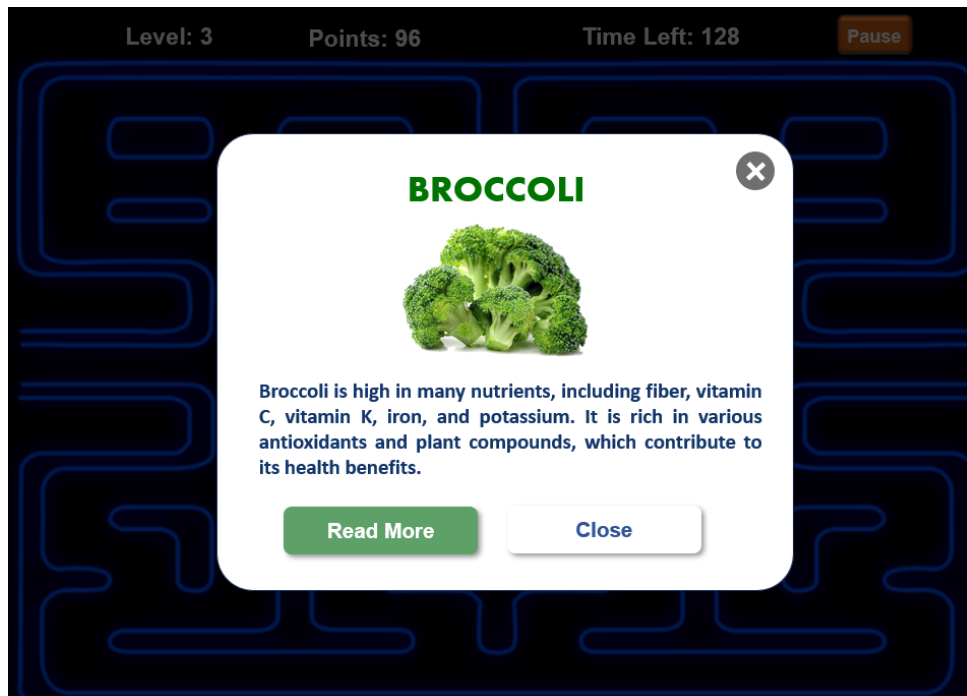 Level: 3 Points: 96 Time Left: 128 Pause
BROCCOLI
Broccoli is high in many nutrients, including fiber, vitamin
C, vitamin K, iron, and potassium. It is rich in various
antioxidants and plant compounds, which contribute to
its health benefits.
Read More Close